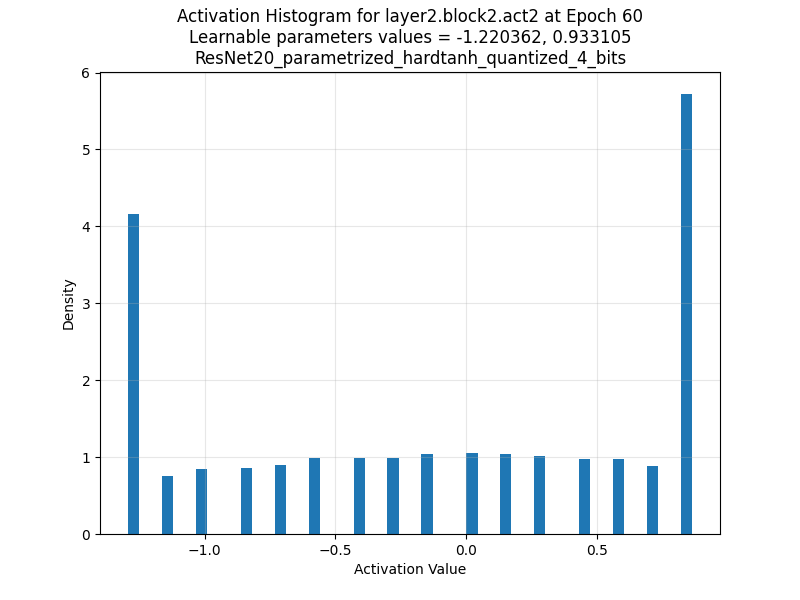 Activation Histogram for layer2.block2.act2 at Epoch 60
Learnable parameters values = -1.220362, 0.933105
ResNet20_parametrized_hardtanh_quantized_4_bits
6
5
4
3
2
1
0
Density
−1.0 −0.5 0.0 0.5
Activation Value